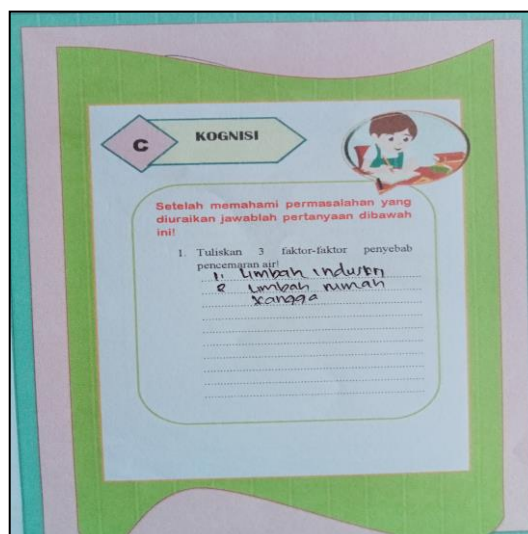 C
KOGNISI
Setelah memahami permasalahan yang
diuraikan jawablah pertanyaan dibawah
ini!
1. Tuliskan 3 faktor-faktor penyebab
pencemaran air!
1. Limbah industri
2 Limbah rumah
tangga